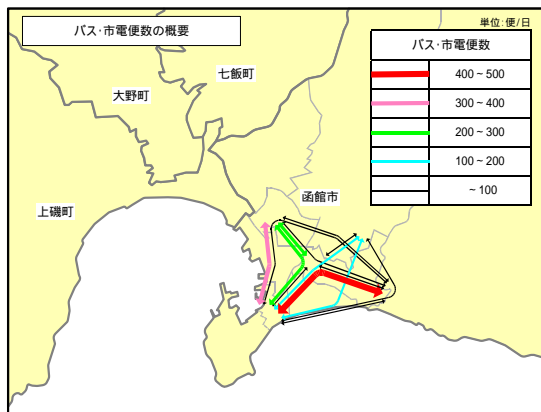 バス・市電便数の概要
単位:便/日
バス・市電便数
400~500
300~400
200~300
100~200
~100
七飯町
大野町
函館市
上磯町